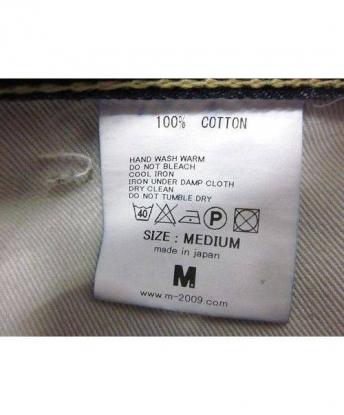 100% COTTON
HAND WASH WARM
DO NOT BLEACH
COOL IRON
IRON UNDER DAMP CLOTH
DRY CLEAN
DO NOT TUMBLE DRY
40 P
SIZE : MEDIUM
made in japan
M
www.m-2009.com